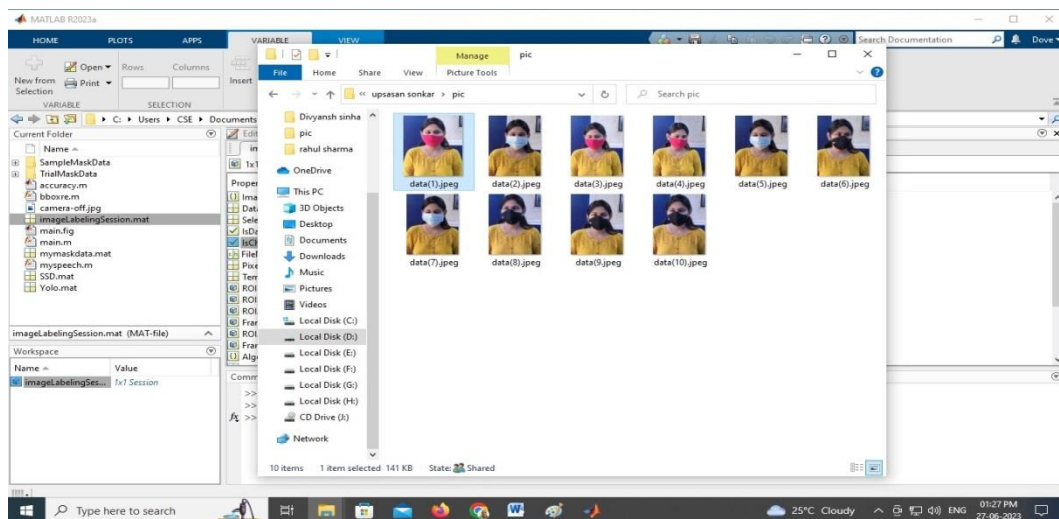 MATLAB R2023a
HOME PLOTS APPS VARIABLE VIEW
Search Documentation Dove
New from Selection
Open
Print
Rows Columns
Insert
VARIABLE SELECTION
C: Users CSE Documents
Current Folder
Name
SampleMaskData
TrialMaskData
accuracy.m
bboxre.m
camera-off.jpg
imageLabelingSession.mat
main.fig
main.m
mymaskdata.mat
myspeech.m
SSD.mat
Yolo.mat
imageLabelingSession.mat (MAT-file)
Workspace
Name Value
imageLabelingSes... 1x1 Session
Manage pic
File Home Share View Picture Tools
« upsasan sonkar › pic
Search pic
Divyansh sinha
pic
rahul sharma
OneDrive
This PC
3D Objects
Desktop
Documents
Downloads
Music
Pictures
Videos
Local Disk (C:)
Local Disk (D:)
Local Disk (E:)
Local Disk (F:)
Local Disk (G:)
Local Disk (H:)
CD Drive (J:)
Network
data(1).jpeg data(2).jpeg data(3).jpeg data(4).jpeg data(5).jpeg data(6).jpeg
data(7).jpeg data(8).jpeg data(9.jpeg data(10).jpeg
10 items 1 item selected 141 KB State: Shared
Type here to search
25°C Cloudy ENG
01:27 PM
27-06-2023